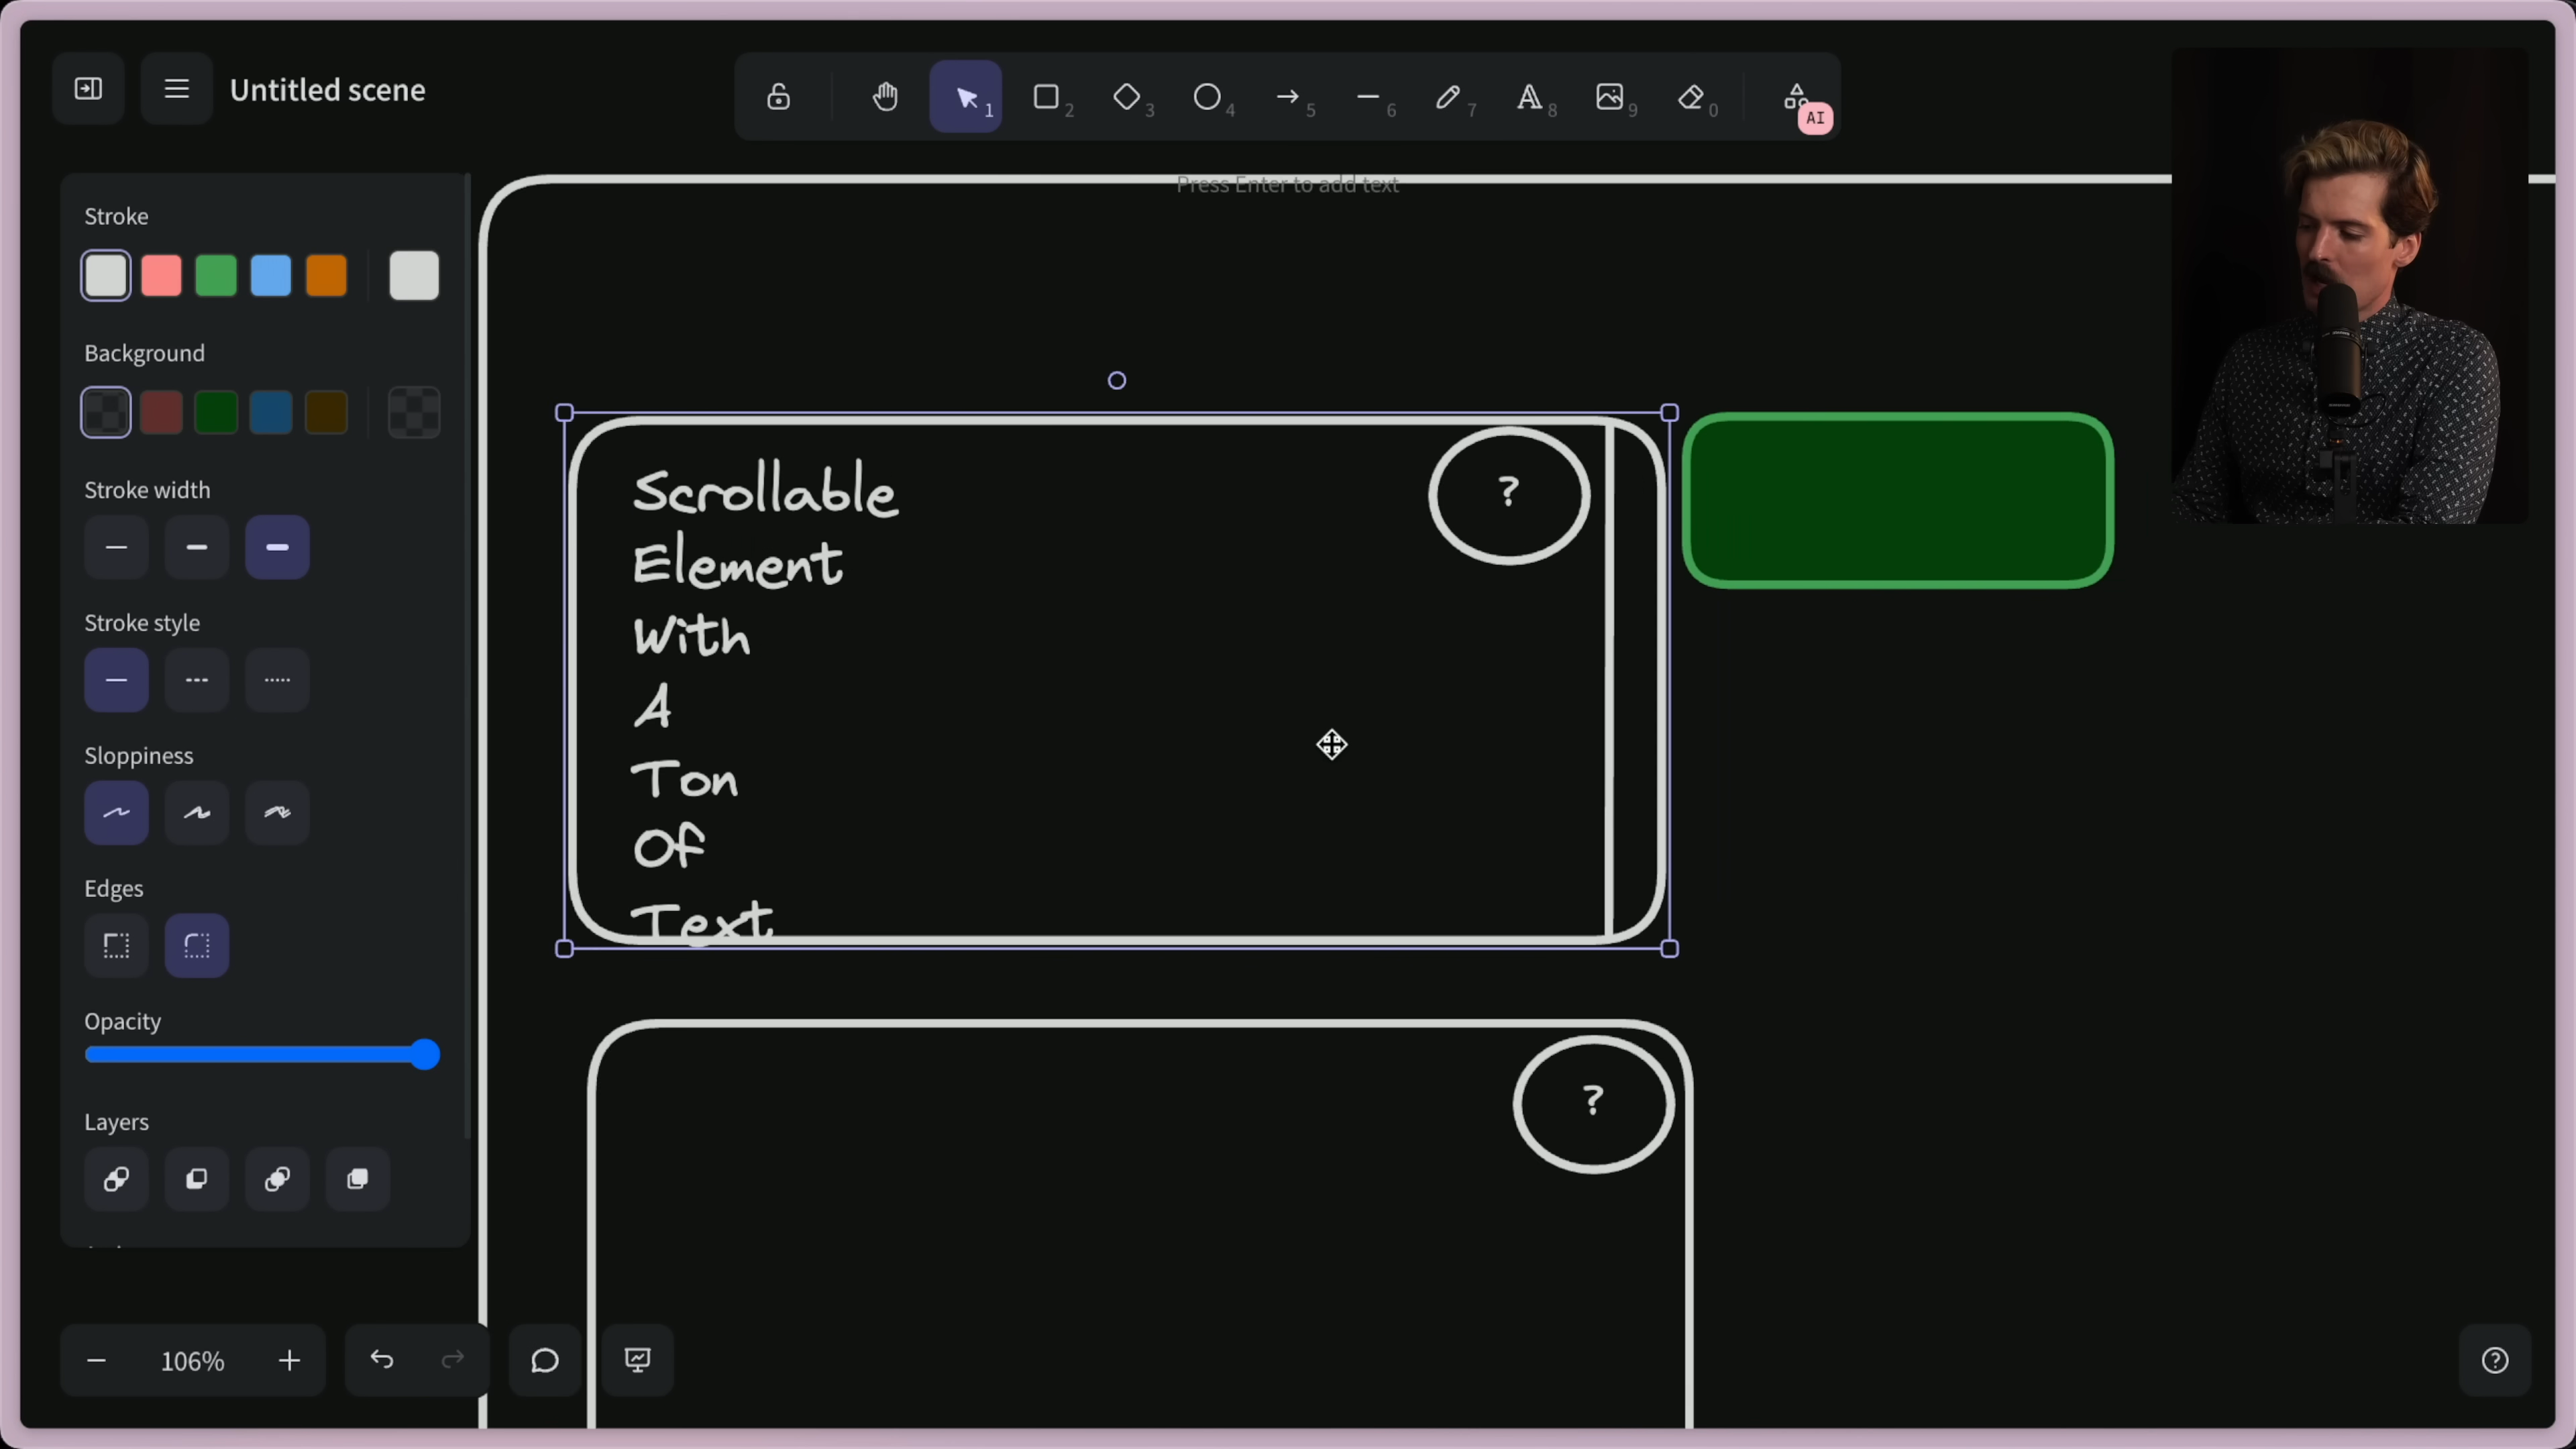 Untitled scene
1
2
3
4
5
6
7
8
9
0
AI
Press Enter to add text
Stroke
Background
Stroke width
Stroke style
Sloppiness
Edges
Opacity
Layers
Scrollable
Element
With
A
Ton
Of
Text
?
?
106%